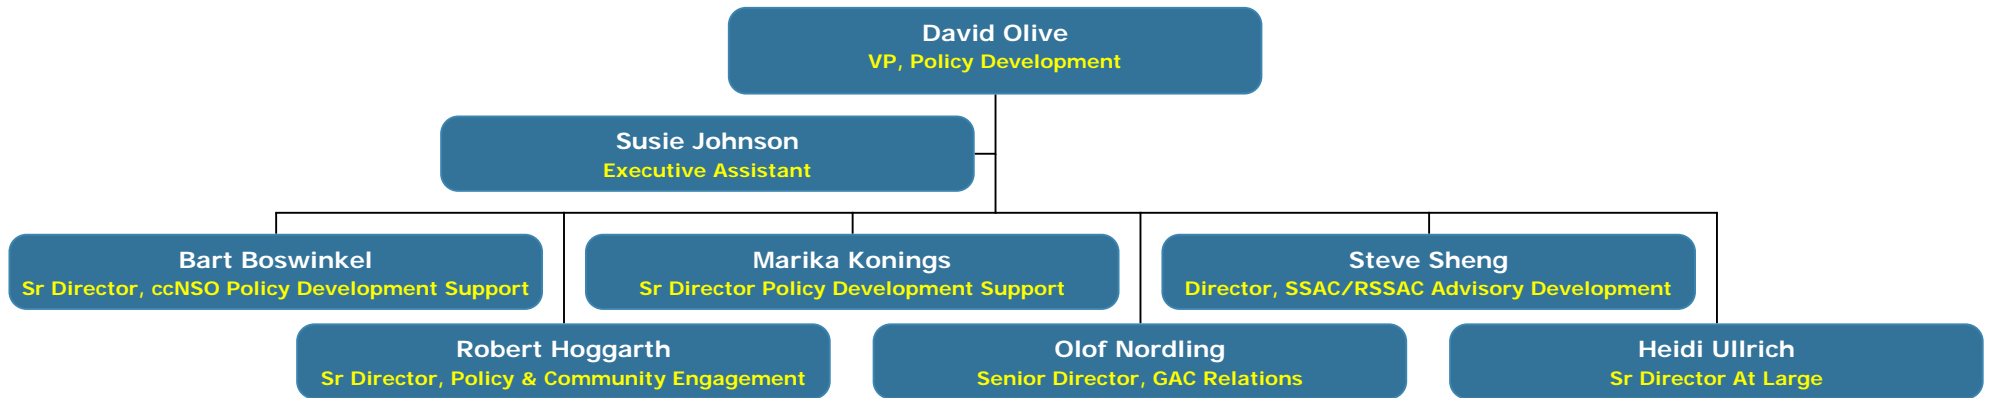 David Olive
VP, Policy Development
Susie Johnson
Executive Assistant
Bart Boswinkel
Sr Director, ccNSO Policy Development Support
Marika Konings
Sr Director Policy Development Support
Steve Sheng
Director, SSAC/RSSAC Advisory Development
Robert Hoggarth
Sr Director, Policy & Community Engagement
Olof Nordling
Senior Director, GAC Relations
Heidi Ullrich
Sr Director At Large